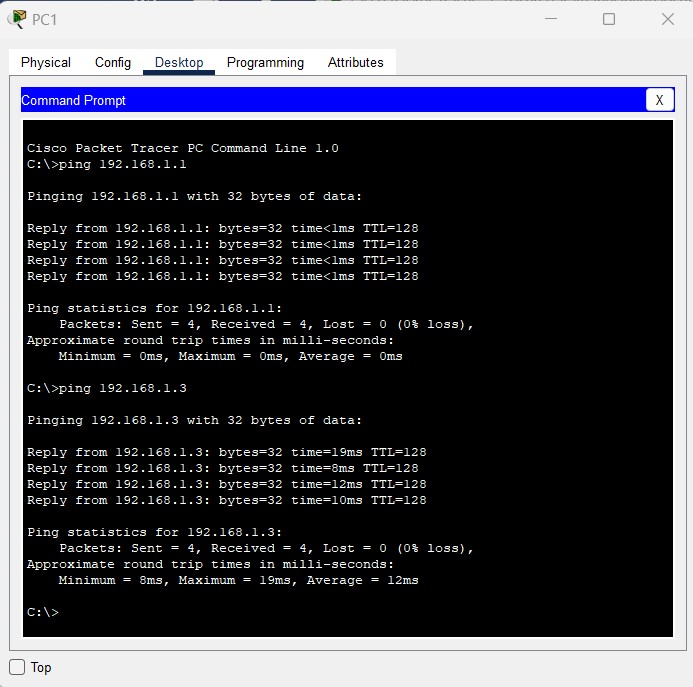 PC1
Physical Config Desktop Programming Attributes
Command Prompt X
Cisco Packet Tracer PC Command Line 1.0
C:\>ping 192.168.1.1
Pinging 192.168.1.1 with 32 bytes of data:
Reply from 192.168.1.1: bytes=32 time<1ms TTL=128
Reply from 192.168.1.1: bytes=32 time<1ms TTL=128
Reply from 192.168.1.1: bytes=32 time<1ms TTL=128
Reply from 192.168.1.1: bytes=32 time<1ms TTL=128
Ping statistics for 192.168.1.1:
Packets: Sent = 4, Received = 4, Lost = 0 (0% loss),
Approximate round trip times in milli-seconds:
Minimum = 0ms, Maximum = 0ms, Average = 0ms
C:\>ping 192.168.1.3
Pinging 192.168.1.3 with 32 bytes of data:
Reply from 192.168.1.3: bytes=32 time=19ms TTL=128
Reply from 192.168.1.3: bytes=32 time=8ms TTL=128
Reply from 192.168.1.3: bytes=32 time=12ms TTL=128
Reply from 192.168.1.3: bytes=32 time=10ms TTL=128
Ping statistics for 192.168.1.3:
Packets: Sent = 4, Received = 4, Lost = 0 (0% loss),
Approximate round trip times in milli-seconds:
Minimum = 8ms, Maximum = 19ms, Average = 12ms
C:\>
Top